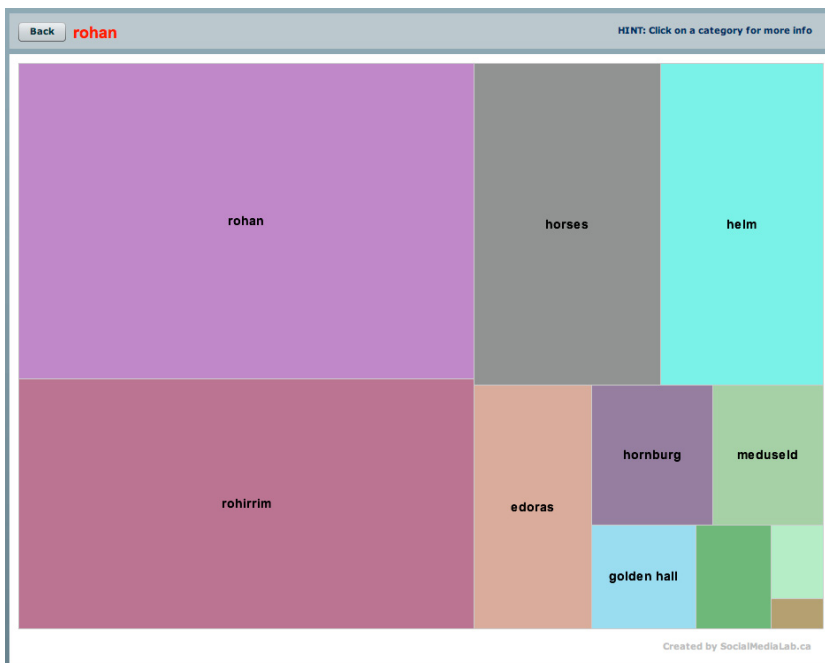 Back rohan HINT: Click on a category for more info
rohan
horses
helm
rohirrim
edoras
hornburg
meduseld
golden hall
Created by SocialMediaLab.ca